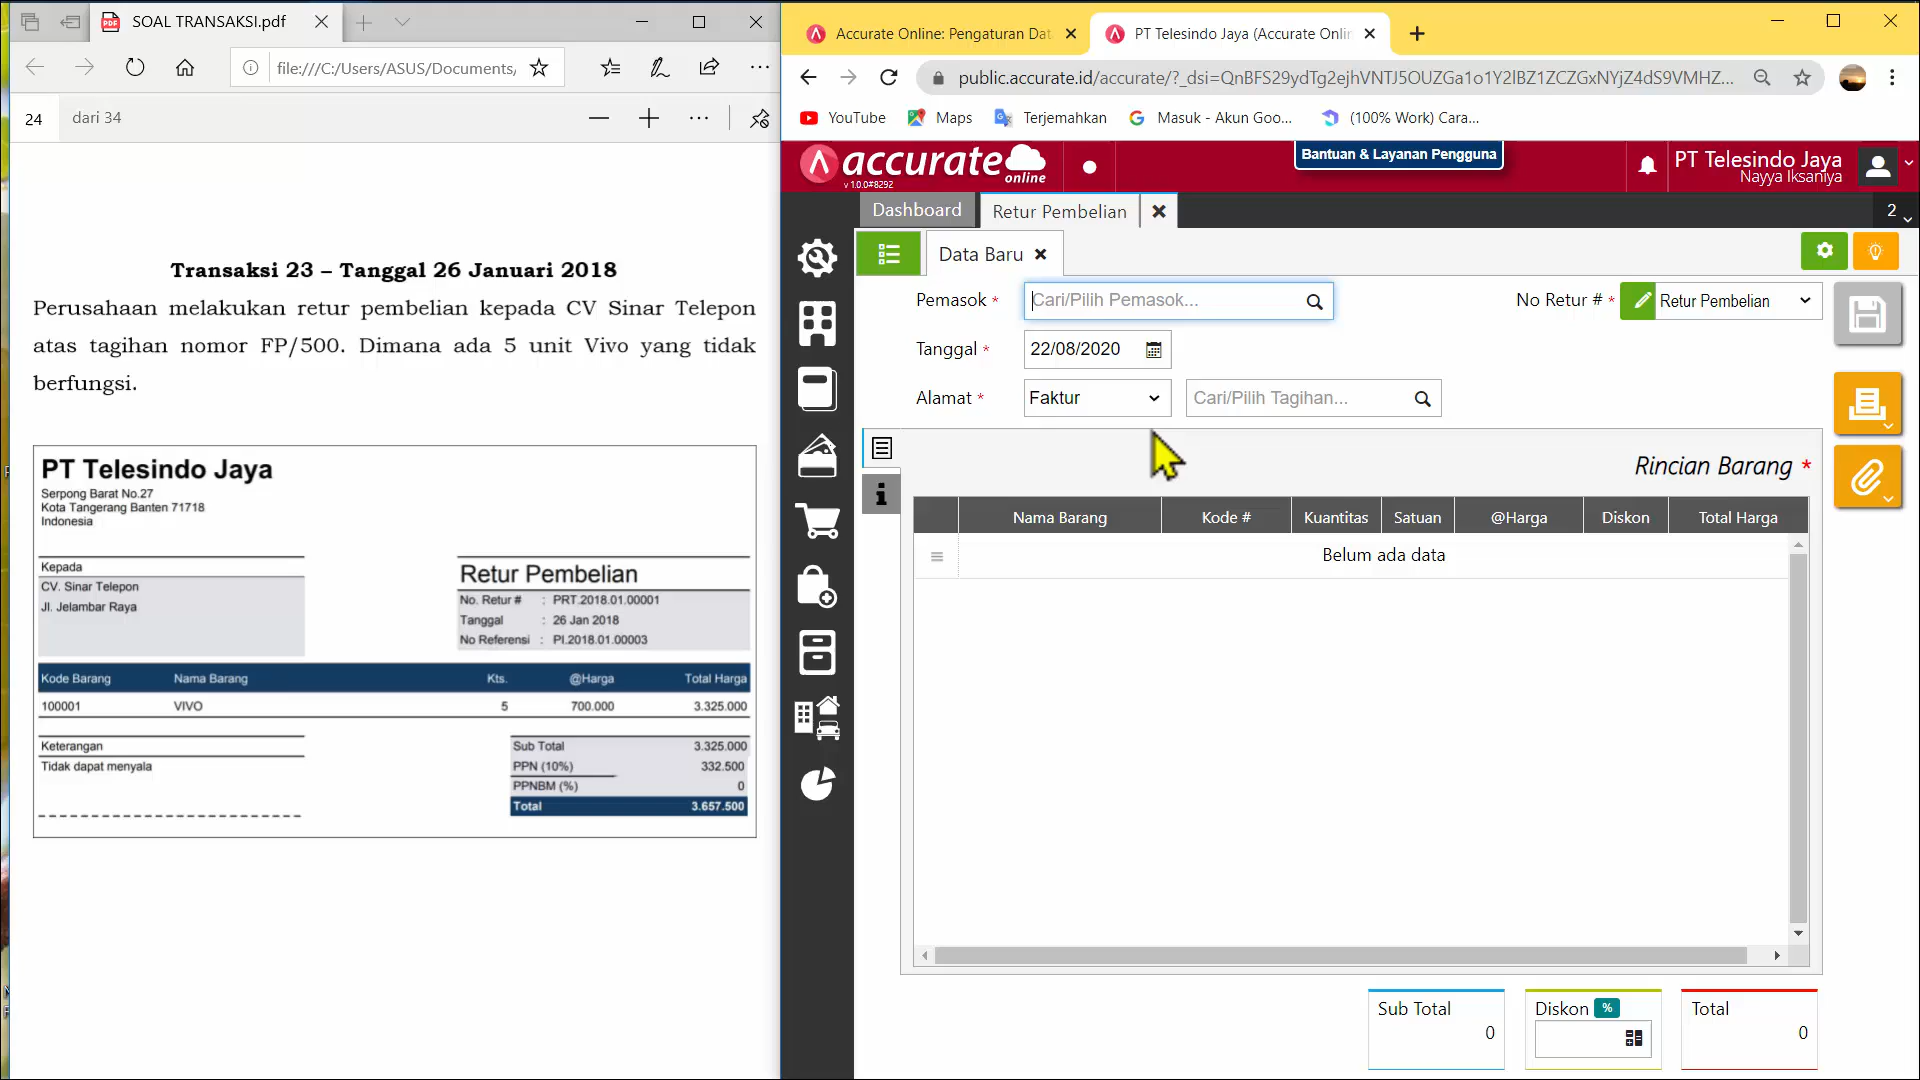 SOAL TRANSAKSI.pdf
file:///C:/Users/ASUS/Documents/
24 dari 34
Transaksi 23 – Tanggal 26 Januari 2018
Perusahaan melakukan retur pembelian kepada CV Sinar Telepon
atas tagihan nomor FP/500. Dimana ada 5 unit Vivo yang tidak
berfungsi.
PT Telesindo Jaya
Serpong Barat No.27
Kota Tangerang Banten 71718
Indonesia
Kepada
CV. Sinar Telepon
Jl. Jelambar Raya
Retur Pembelian
No. Retur # : PRT.2018.01.00001
Tanggal : 26 Jan 2018
No Referensi : PI.2018.01.00003
Kode Barang Nama Barang Kts. @Harga Total Harga
100001 VIVO 5 700.000 3.325.000
Keterangan
Tidak dapat menyala
Sub Total 3.325.000
PPN (10%) 332.500
PPNBM (%) 0
Total 3.657.500
Accurate Online: Pengaturan Dat
PT Telesindo Jaya (Accurate Onlin
public.accurate.id/accurate/?_dsi=QnBFS29ydTg2ejhVNTJ5OUZGa1o1Y2lBZ1ZCZGxNYjZ4dS9VMHZ...
YouTube Maps Terjemahkan Masuk - Akun Goo... (100% Work) Cara...
accurate online
v 1.0.0#8292
Bantuan & Layanan Pengguna
PT Telesindo Jaya
Nayya Iksaniya
Dashboard Retur Pembelian 2
Data Baru
Pemasok * Cari/Pilih Pemasok... No Retur # * Retur Pembelian
Tanggal * 22/08/2020
Alamat * Faktur Cari/Pilih Tagihan...
Rincian Barang *
Nama Barang Kode # Kuantitas Satuan @Harga Diskon Total Harga
Belum ada data
Sub Total Diskon % Total
0 0